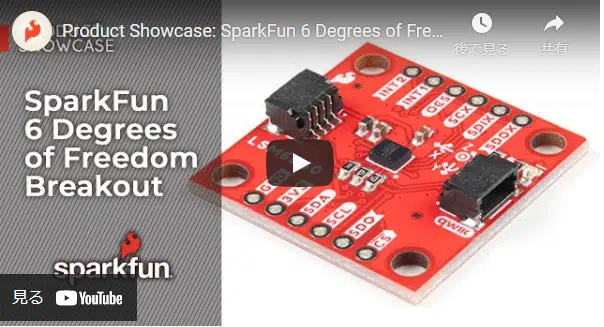 Product Showcase: SparkFun 6 Degrees of Fre...
後で見る
共有
SHOWCASE
SparkFun
6 Degrees
of Freedom
Breakout
sparkfun
見る YouTube
INT2
INT1
OCS
SCX
SDIX
SDOX
ON
3V3
SDA
SCL
SDO
CS
qwiic